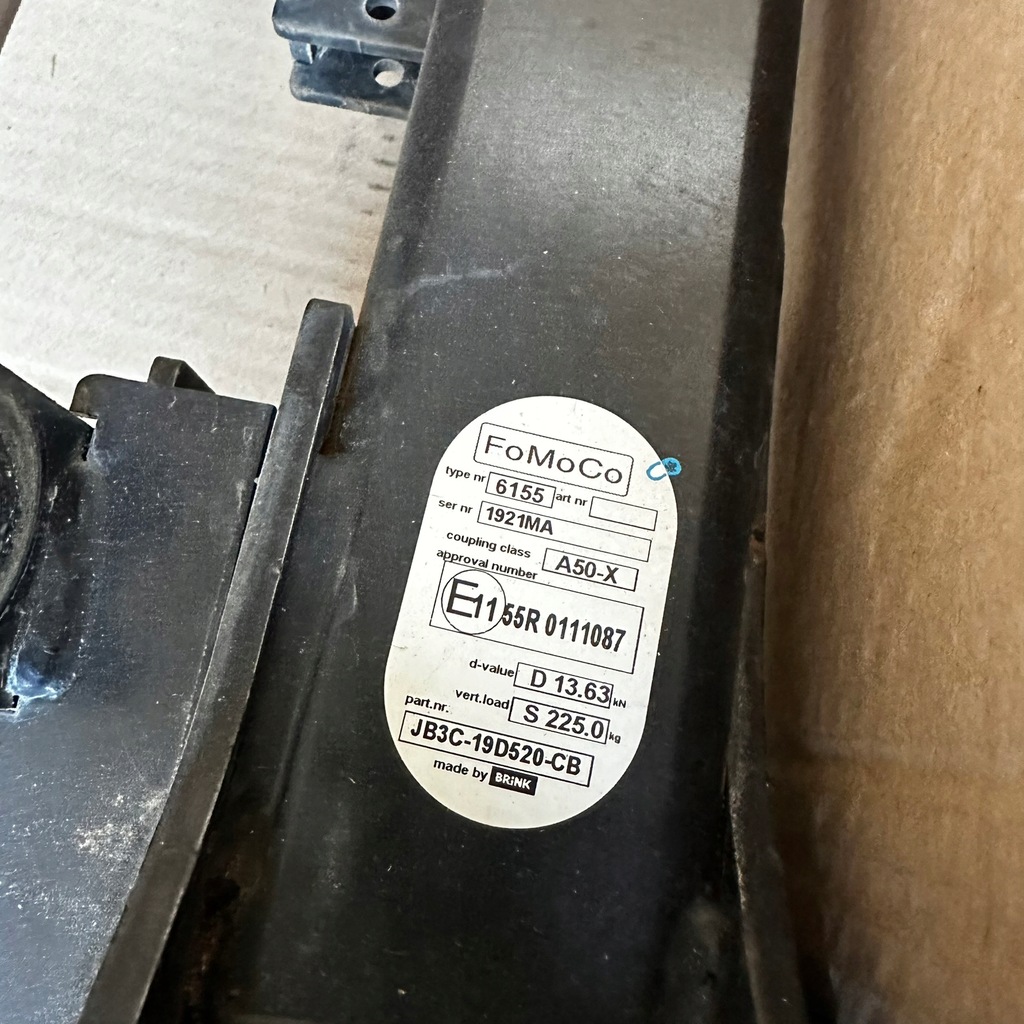 FoMoCo
type nr 6155 art nr
ser nr 1921MA
coupling class A50-X
approval number
E11 55R 0111087
d-value D 13.63 kN
vert.load S 225.0 kg
part.nr.
JB3C-19D520-CB
made by BRiNK